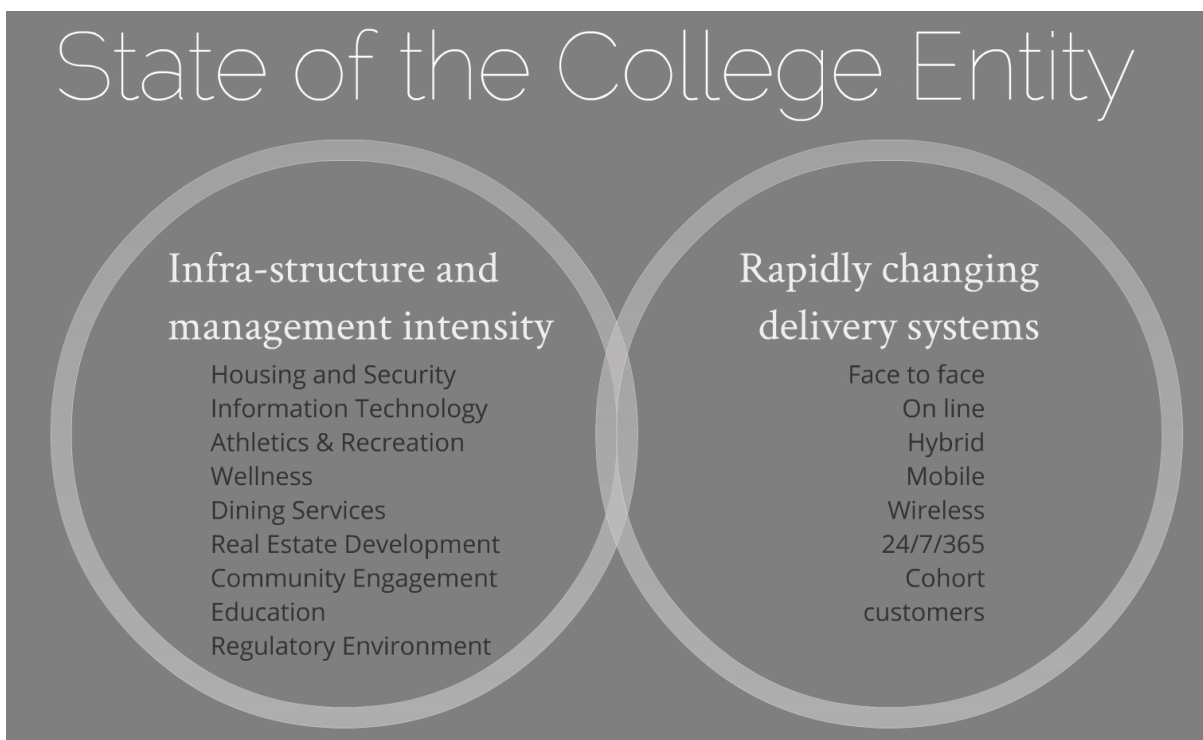 State of the College Entity
Infra-structure and
management intensity
Housing and Security
Information Technology
Athletics & Recreation
Wellness
Dining Services
Real Estate Development
Community Engagement
Education
Regulatory Environment
Rapidly changing
delivery systems
Face to face
On line
Hybrid
Mobile
Wireless
24/7/365
Cohort
customers